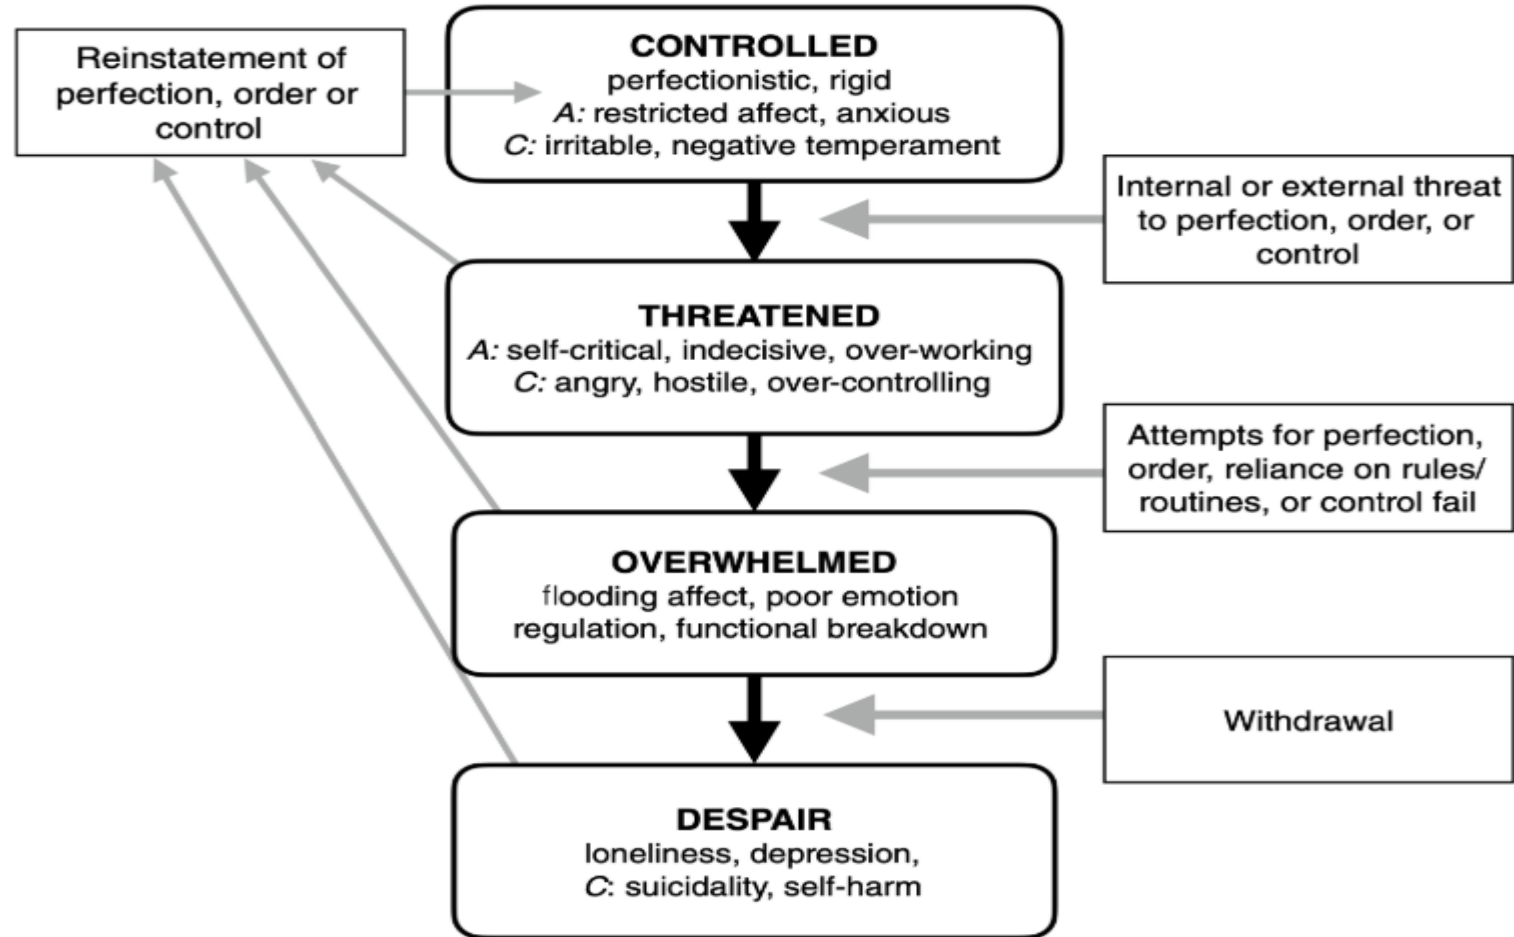 Reinstatement of
perfection, order or
control
CONTROLLED
perfectionistic, rigid
A: restricted affect, anxious
C: irritable, negative temperament
Internal or external threat
to perfection, order, or
control
THREATENED
A: self-critical, indecisive, over-working
C: angry, hostile, over-controlling
Attempts for perfection,
order, reliance on rules/
routines, or control fail
OVERWHELMED
flooding affect, poor emotion
regulation, functional breakdown
Withdrawal
DESPAIR
loneliness, depression,
C: suicidality, self-harm